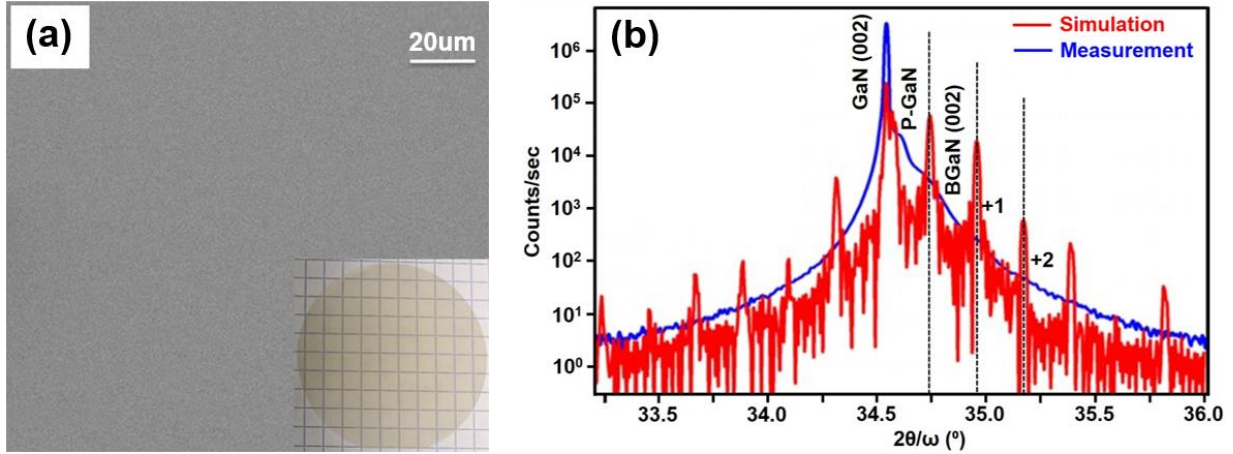 (a)
20um
(b)
Simulation
Measurement
GaN (002)
P-GaN
BGaN (002)
+1
+2
Counts/sec
10⁶
10⁵
10⁴
10³
10²
10¹
10⁰
33.5
34.0
34.5
35.0
35.5
36.0
2θ/ω (º)